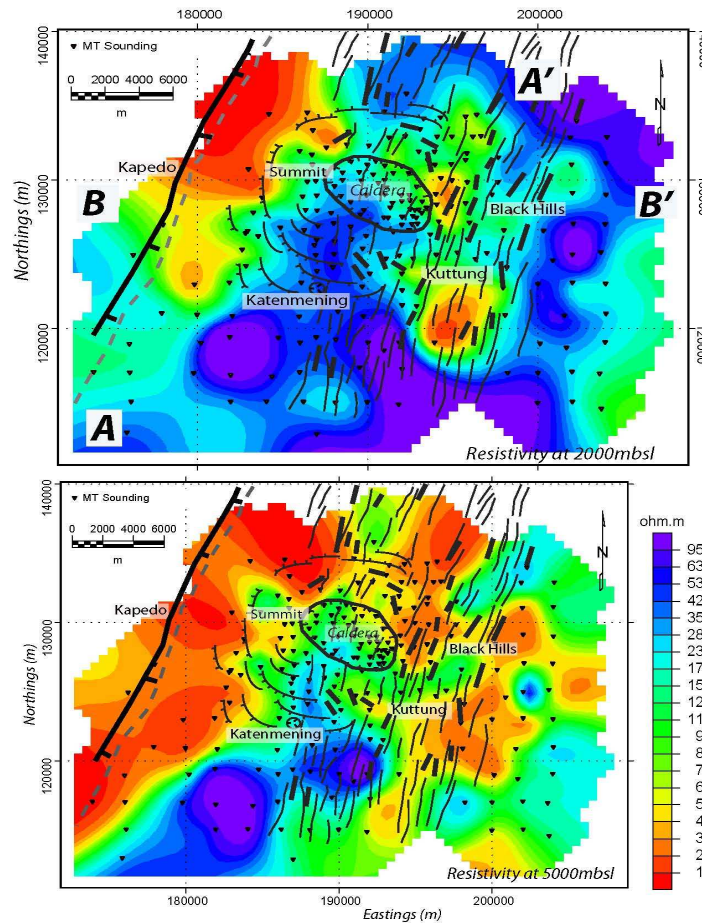 180000 190000 200000
140000
MT Sounding
0 2000 4000 6000
m
A'
N
Kapedo
Summit
Caldera
130000
B
B'
Black Hills
Northings (m)
Kuttung
Katenmening
120000
120000
A
Resistivity at 2000mbsl
140000
MT Sounding
0 2000 4000 6000
m
N
ohm.m
95
63
42
35
28
23
17
15
12
11
9
8
7
6
5
4
3
2
1
Kapedo
Summit
Caldera
130000
Black Hills
Northings (m)
Kuttung
Katenmening
120000
Resistivity at 5000mbsl
180000 190000 200000
Eastings (m)